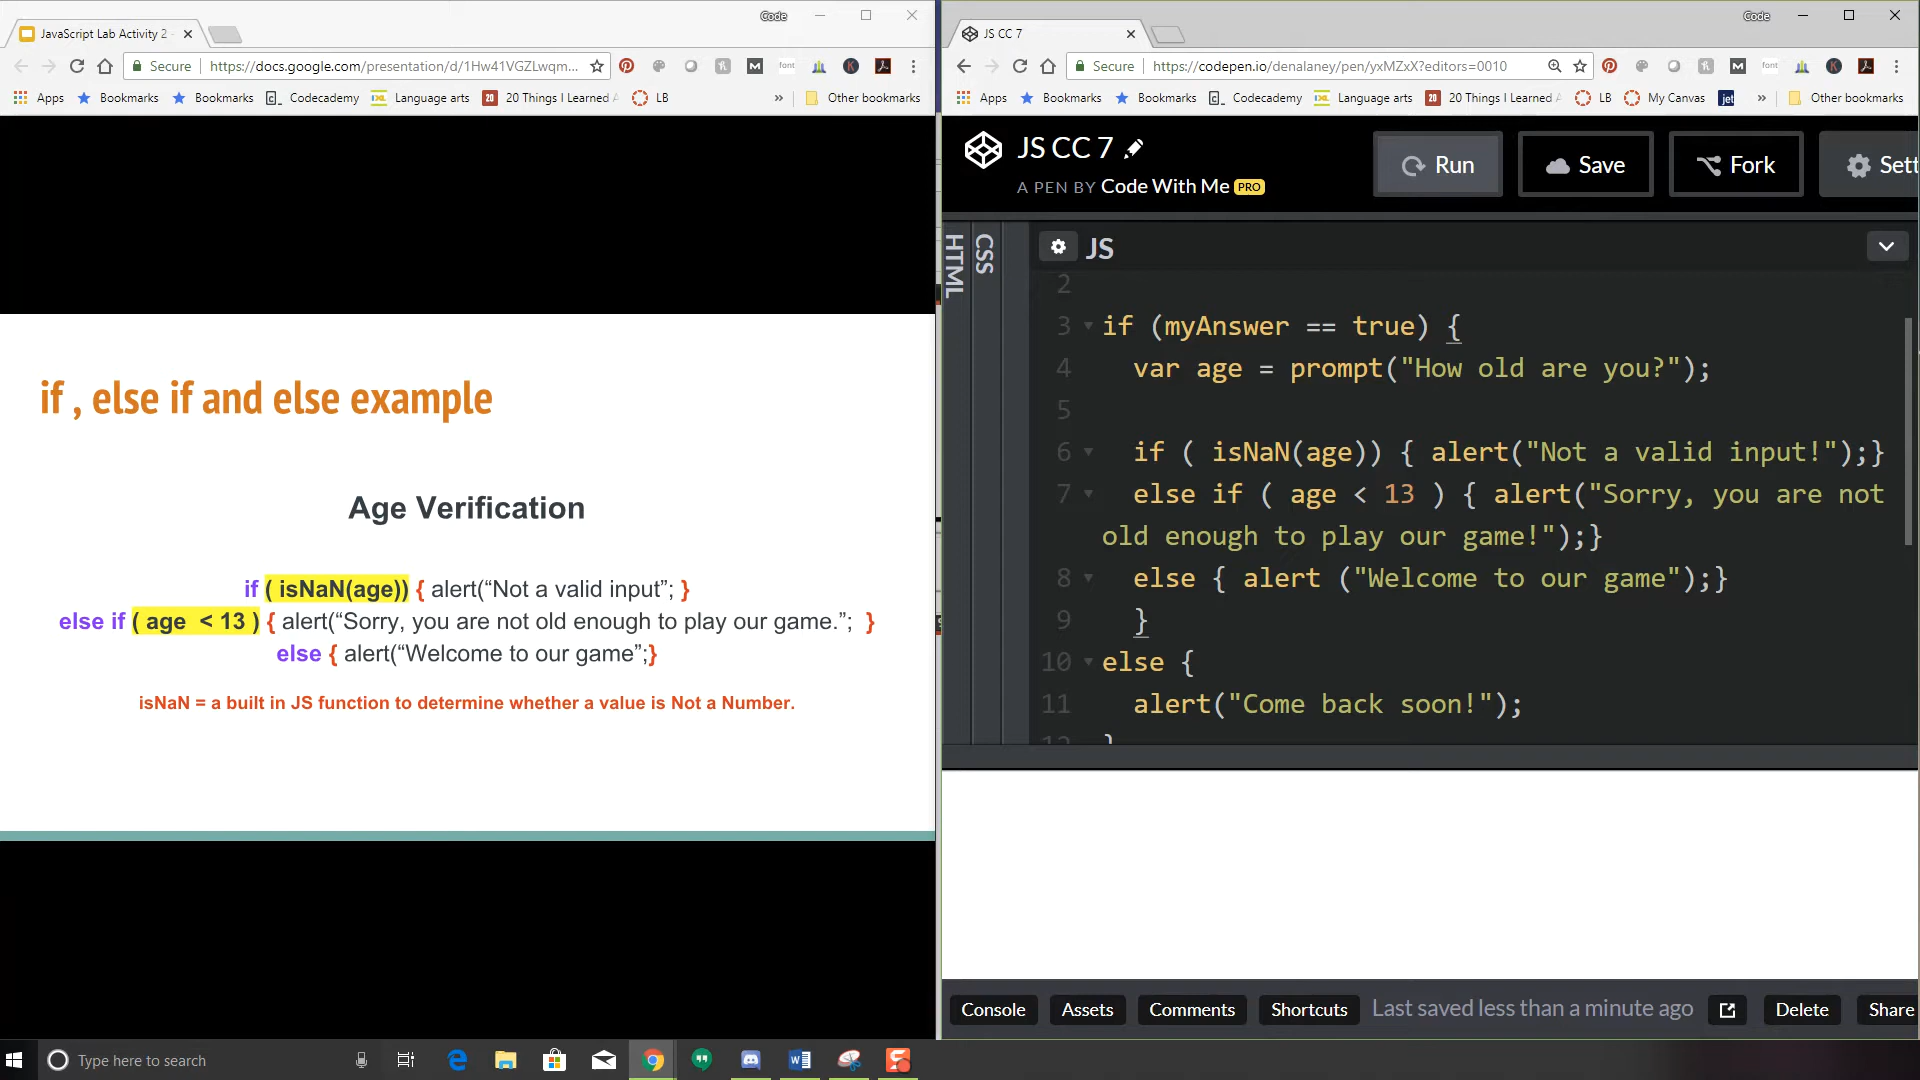 Code
JavaScript Lab Activity 2 -
Secure
https://docs.google.com/presentation/d/1Hw41VGZLwqm...
font
Apps
Bookmarks
Bookmarks
Codecademy
Language arts
20 Things I Learned
LB
»
Other bookmarks
if , else if and else example
Age Verification
if ( isNaN(age)) { alert(“Not a valid input”; }
else if ( age < 13 ) { alert(“Sorry, you are not old enough to play our game.”; }
else { alert(“Welcome to our game”;}
isNaN = a built in JS function to determine whether a value is Not a Number.
Code
JS CC 7
Secure
https://codepen.io/denalaney/pen/yxMZxX?editors=0010
font
Apps
Bookmarks
Bookmarks
Codecademy
Language arts
20 Things I Learned
LB
My Canvas
jet
»
Other bookmarks
JS CC 7
A PEN BY Code With Me PRO
Run
Save
Fork
Sett
HTML
CSS
JS
2
3 if (myAnswer == true) {
4 var age = prompt("How old are you?");
5
6 if ( isNaN(age)) { alert("Not a valid input!");}
7 else if ( age < 13 ) { alert("Sorry, you are not
old enough to play our game!");}
8 else { alert ("Welcome to our game");}
9 }
10 else {
11 alert("Come back soon!");
12 }
Console
Assets
Comments
Shortcuts
Last saved less than a minute ago
Delete
Share
Type here to search